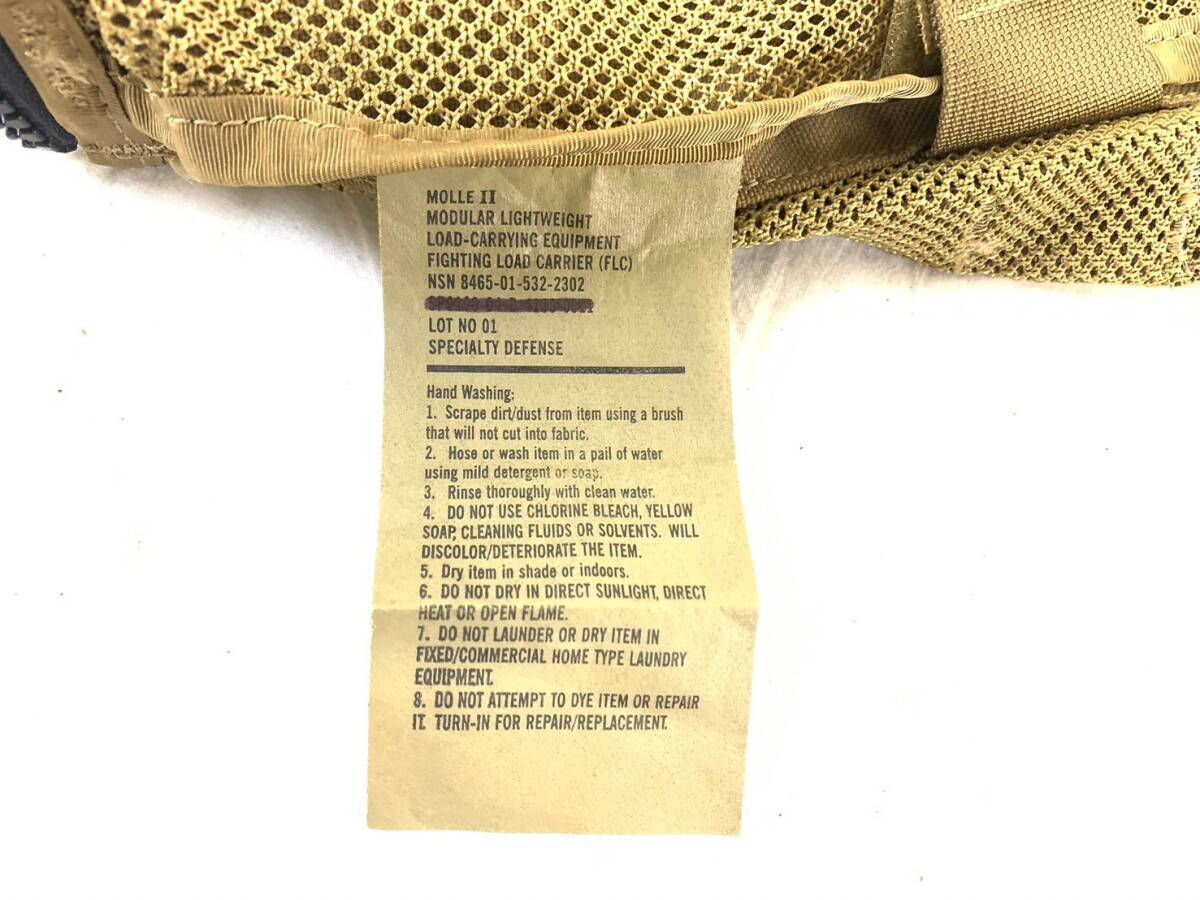 MOLLE II
MODULAR LIGHTWEIGHT
LOAD-CARRYING EQUIPMENT
FIGHTING LOAD CARRIER (FLC)
NSN 8465-01-532-2302
LOT NO 01
SPECIALTY DEFENSE
Hand Washing:
1. Scrape dirt/dust from item using a brush
that will not cut into fabric.
2. Hose or wash item in a pail of water
using mild detergent or soap.
3. Rinse thoroughly with clean water.
4. DO NOT USE CHLORINE BLEACH, YELLOW
SOAP, CLEANING FLUIDS OR SOLVENTS. WILL
DISCOLOR/DETERIORATE THE ITEM.
5. Dry item in shade or indoors.
6. DO NOT DRY IN DIRECT SUNLIGHT, DIRECT
HEAT OR OPEN FLAME.
7. DO NOT LAUNDER OR DRY ITEM IN
FIXED/COMMERCIAL HOME TYPE LAUNDRY
EQUIPMENT.
8. DO NOT ATTEMPT TO DYE ITEM OR REPAIR
IT. TURN-IN FOR REPAIR/REPLACEMENT.